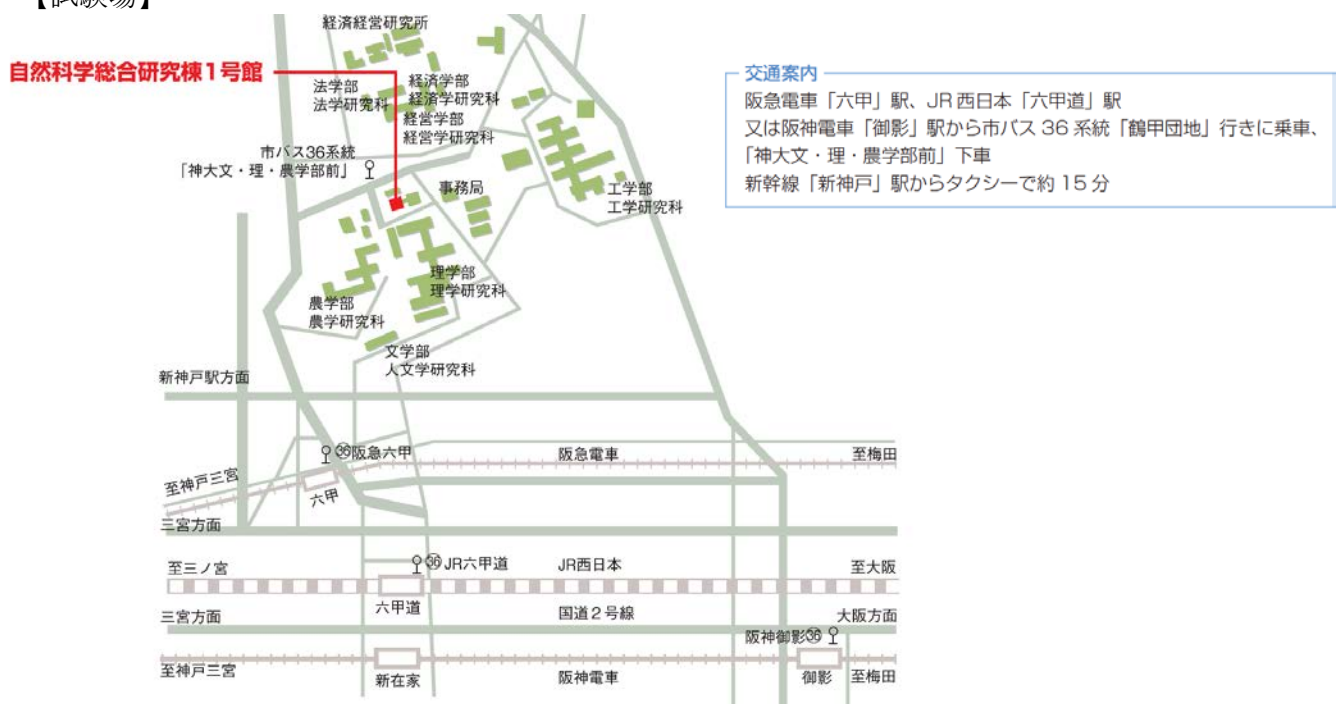 【試験場】
経済経営研究所
自然科学総合研究棟1号館
法学部
法学研究科
経済学部
経済学研究科
経営学部
経営学研究科
市バス36系統
「神大文・理・農学部前」
事務局
工学部
工学研究科
理学部
理学研究科
農学部
農学研究科
文学部
人文学研究科
交通案内
阪急電車「六甲」駅、JR西日本「六甲道」駅
又は阪神電車「御影」駅から市バス36系統「鶴甲団地」行きに乗車、
「神大文・理・農学部前」下車
新幹線「新神戸」駅からタクシーで約15分
新神戸駅方面
㊱阪急六甲
阪急電車
至梅田
至神戸三宮
六甲
三宮方面
至三ノ宮
㊱JR六甲道
JR西日本
至大阪
六甲道
三宮方面
国道2号線
大阪方面
阪神御影㊱
至神戸三宮
新在家
阪神電車
御影
至梅田